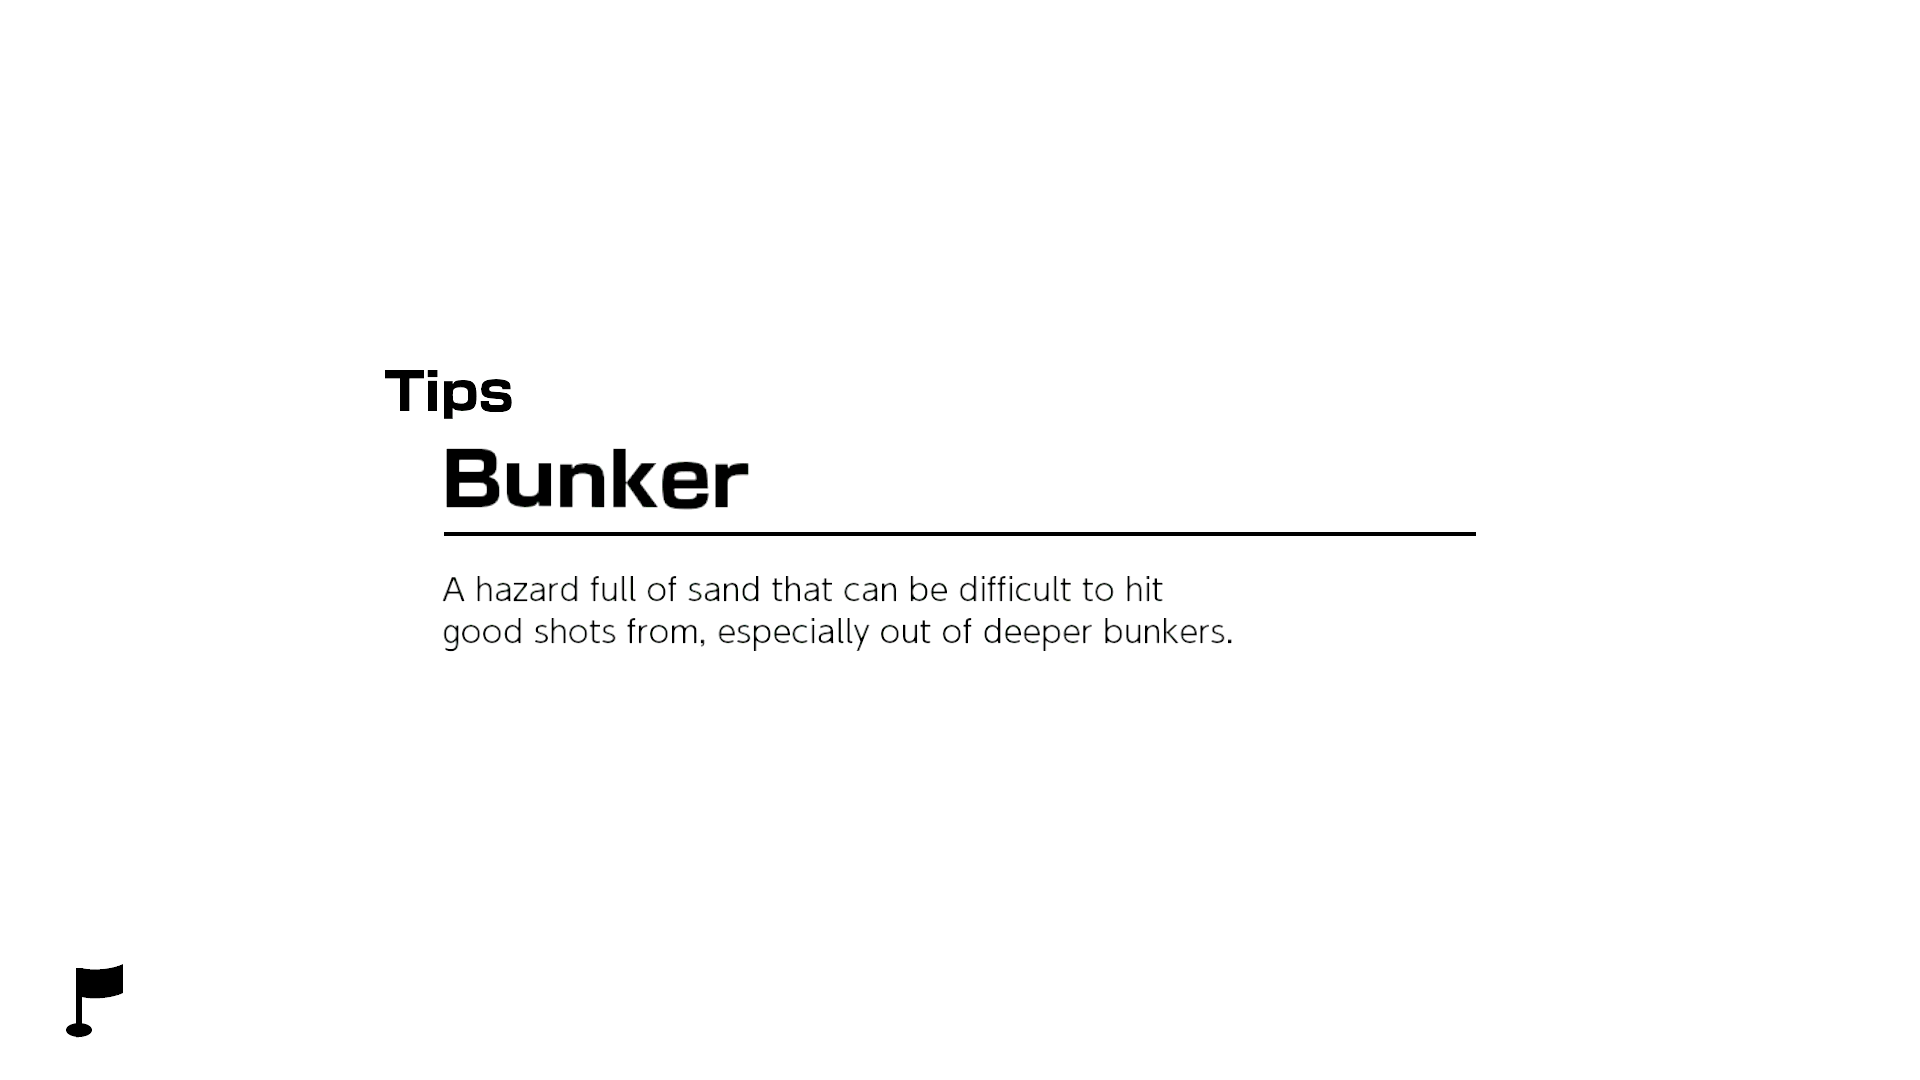 Tips
Bunker
A hazard full of sand that can be difficult to hit
good shots from, especially out of deeper bunkers.